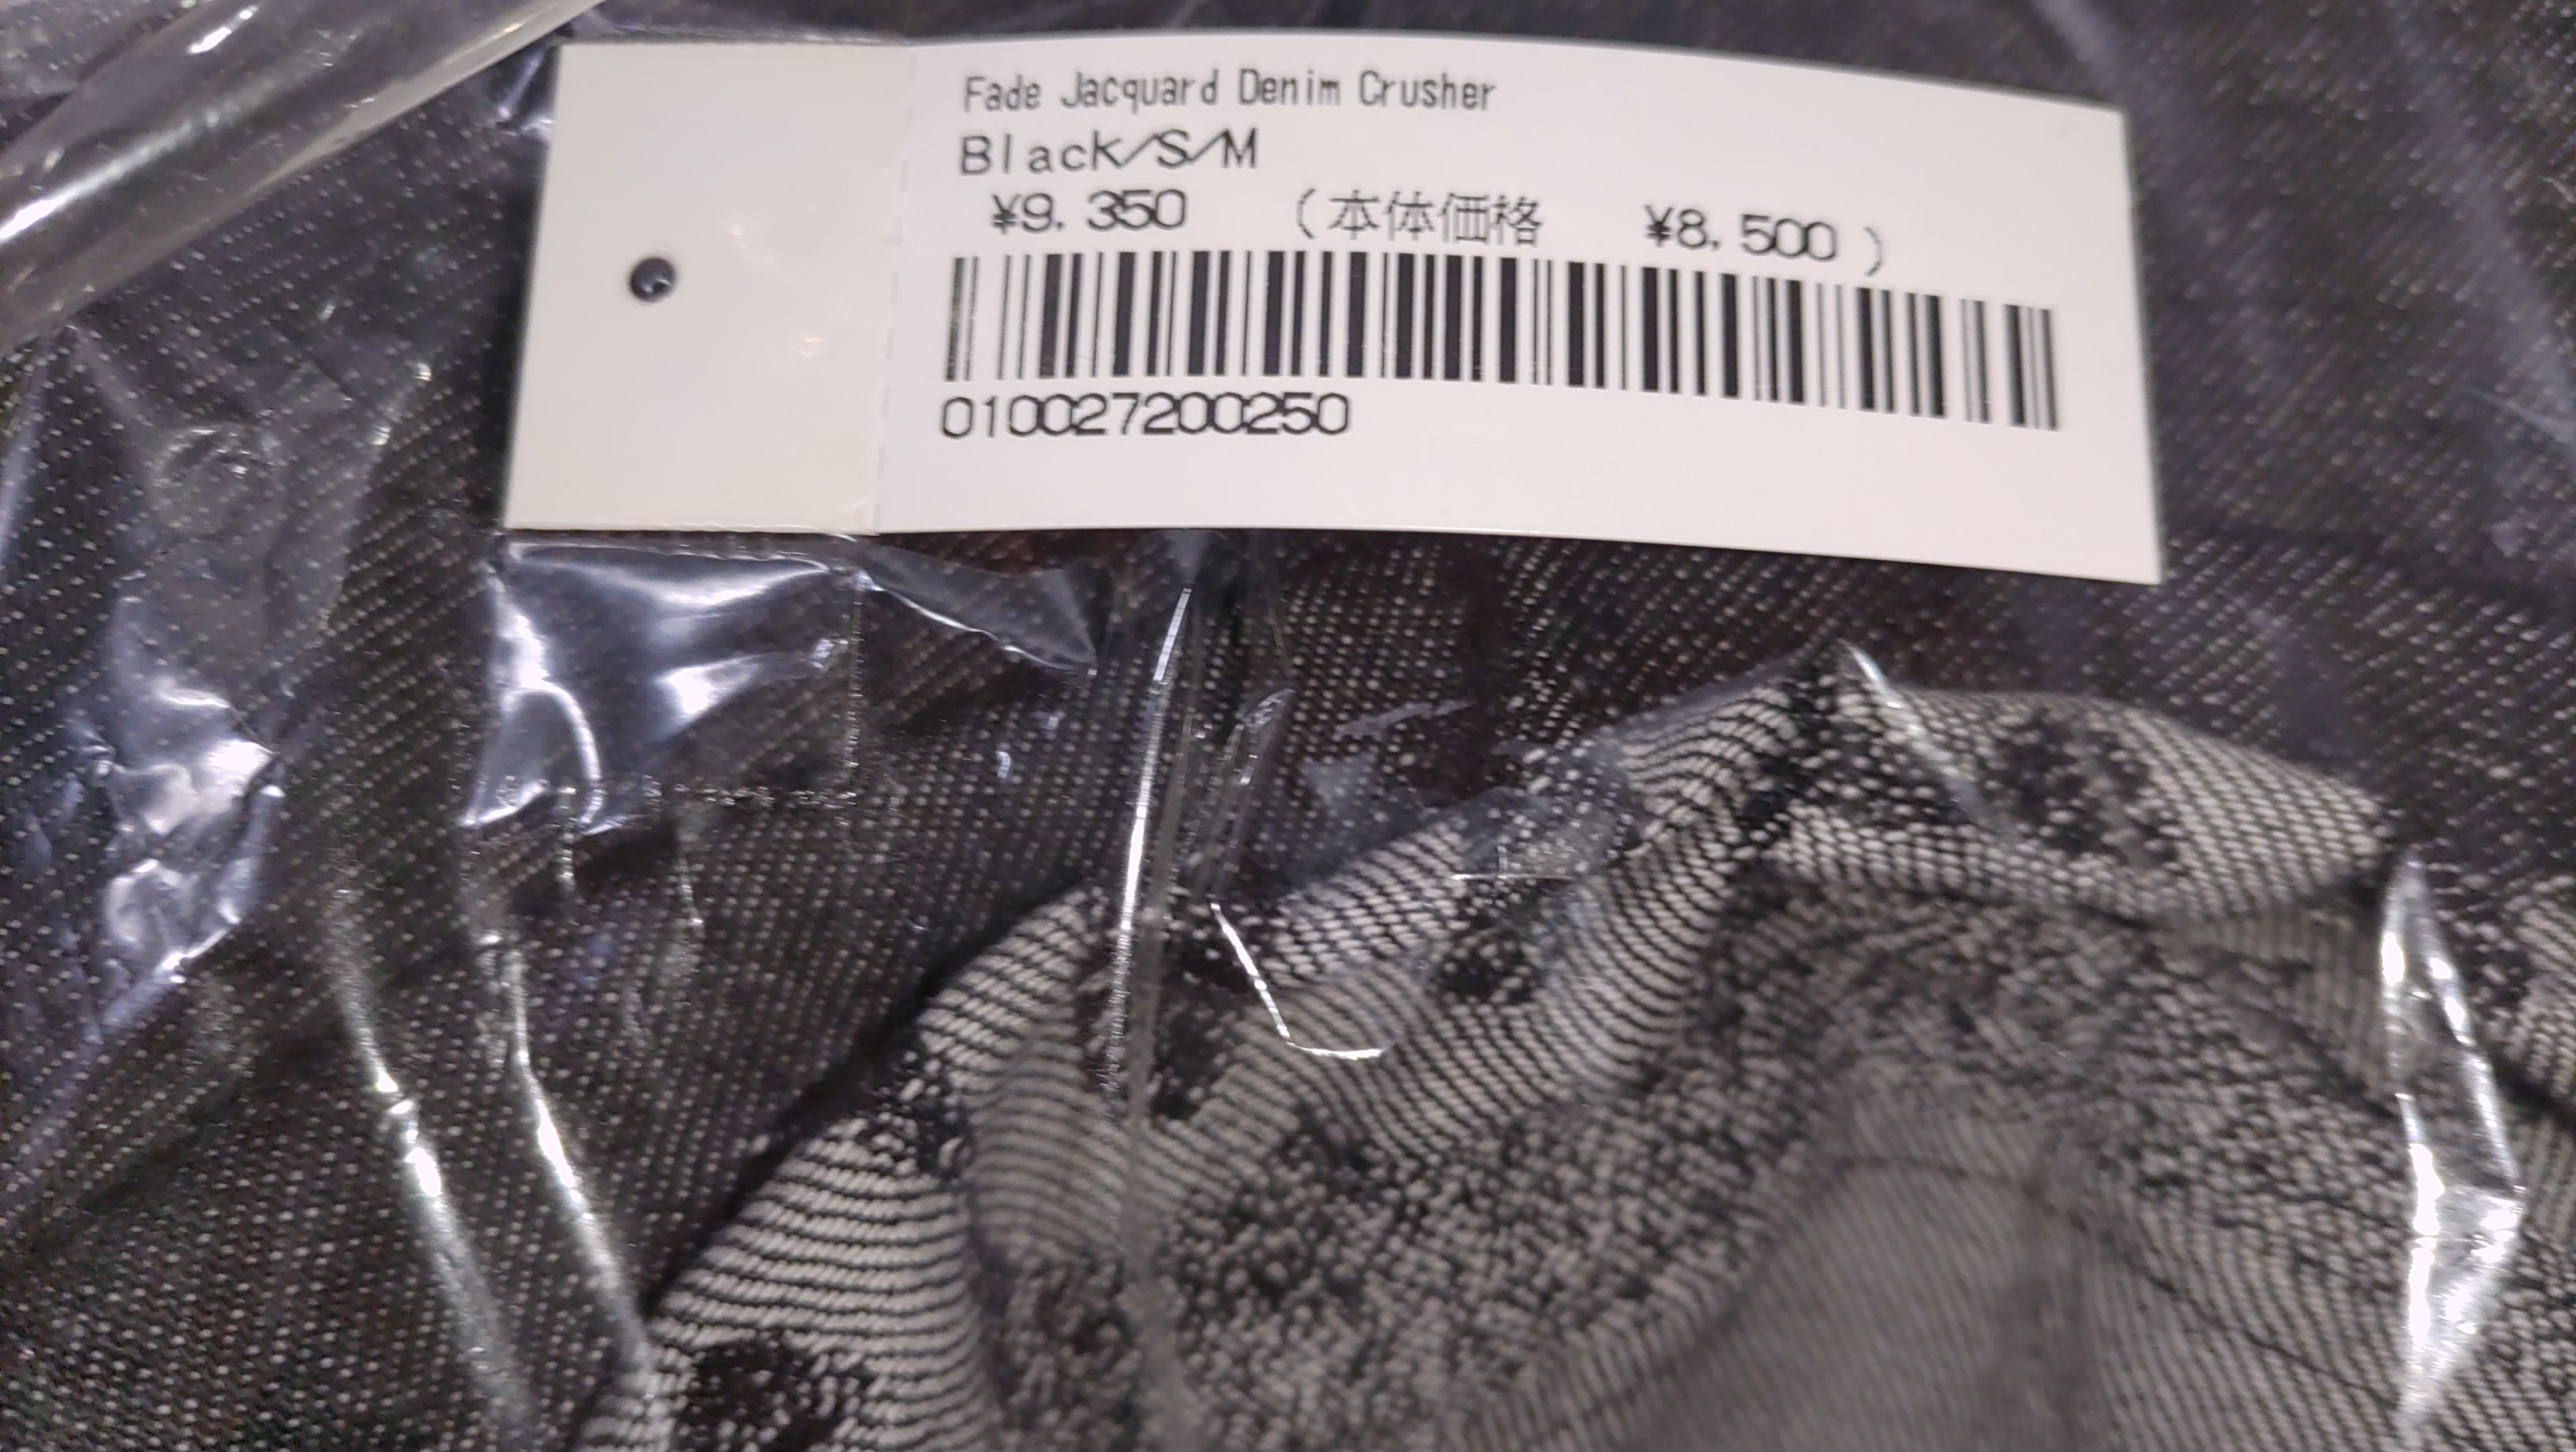 Fade Jacquard Denim Crusher
Black/S/M
¥9,350 (本体価格 ¥8,500)
010027200250